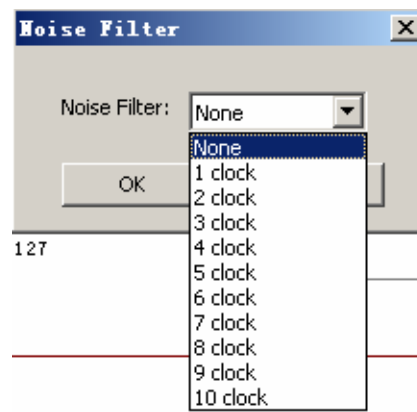 Noise Filter
Noise Filter: None
None
1 clock
OK
2 clock
3 clock
127
4 clock
5 clock
6 clock
7 clock
8 clock
9 clock
10 clock